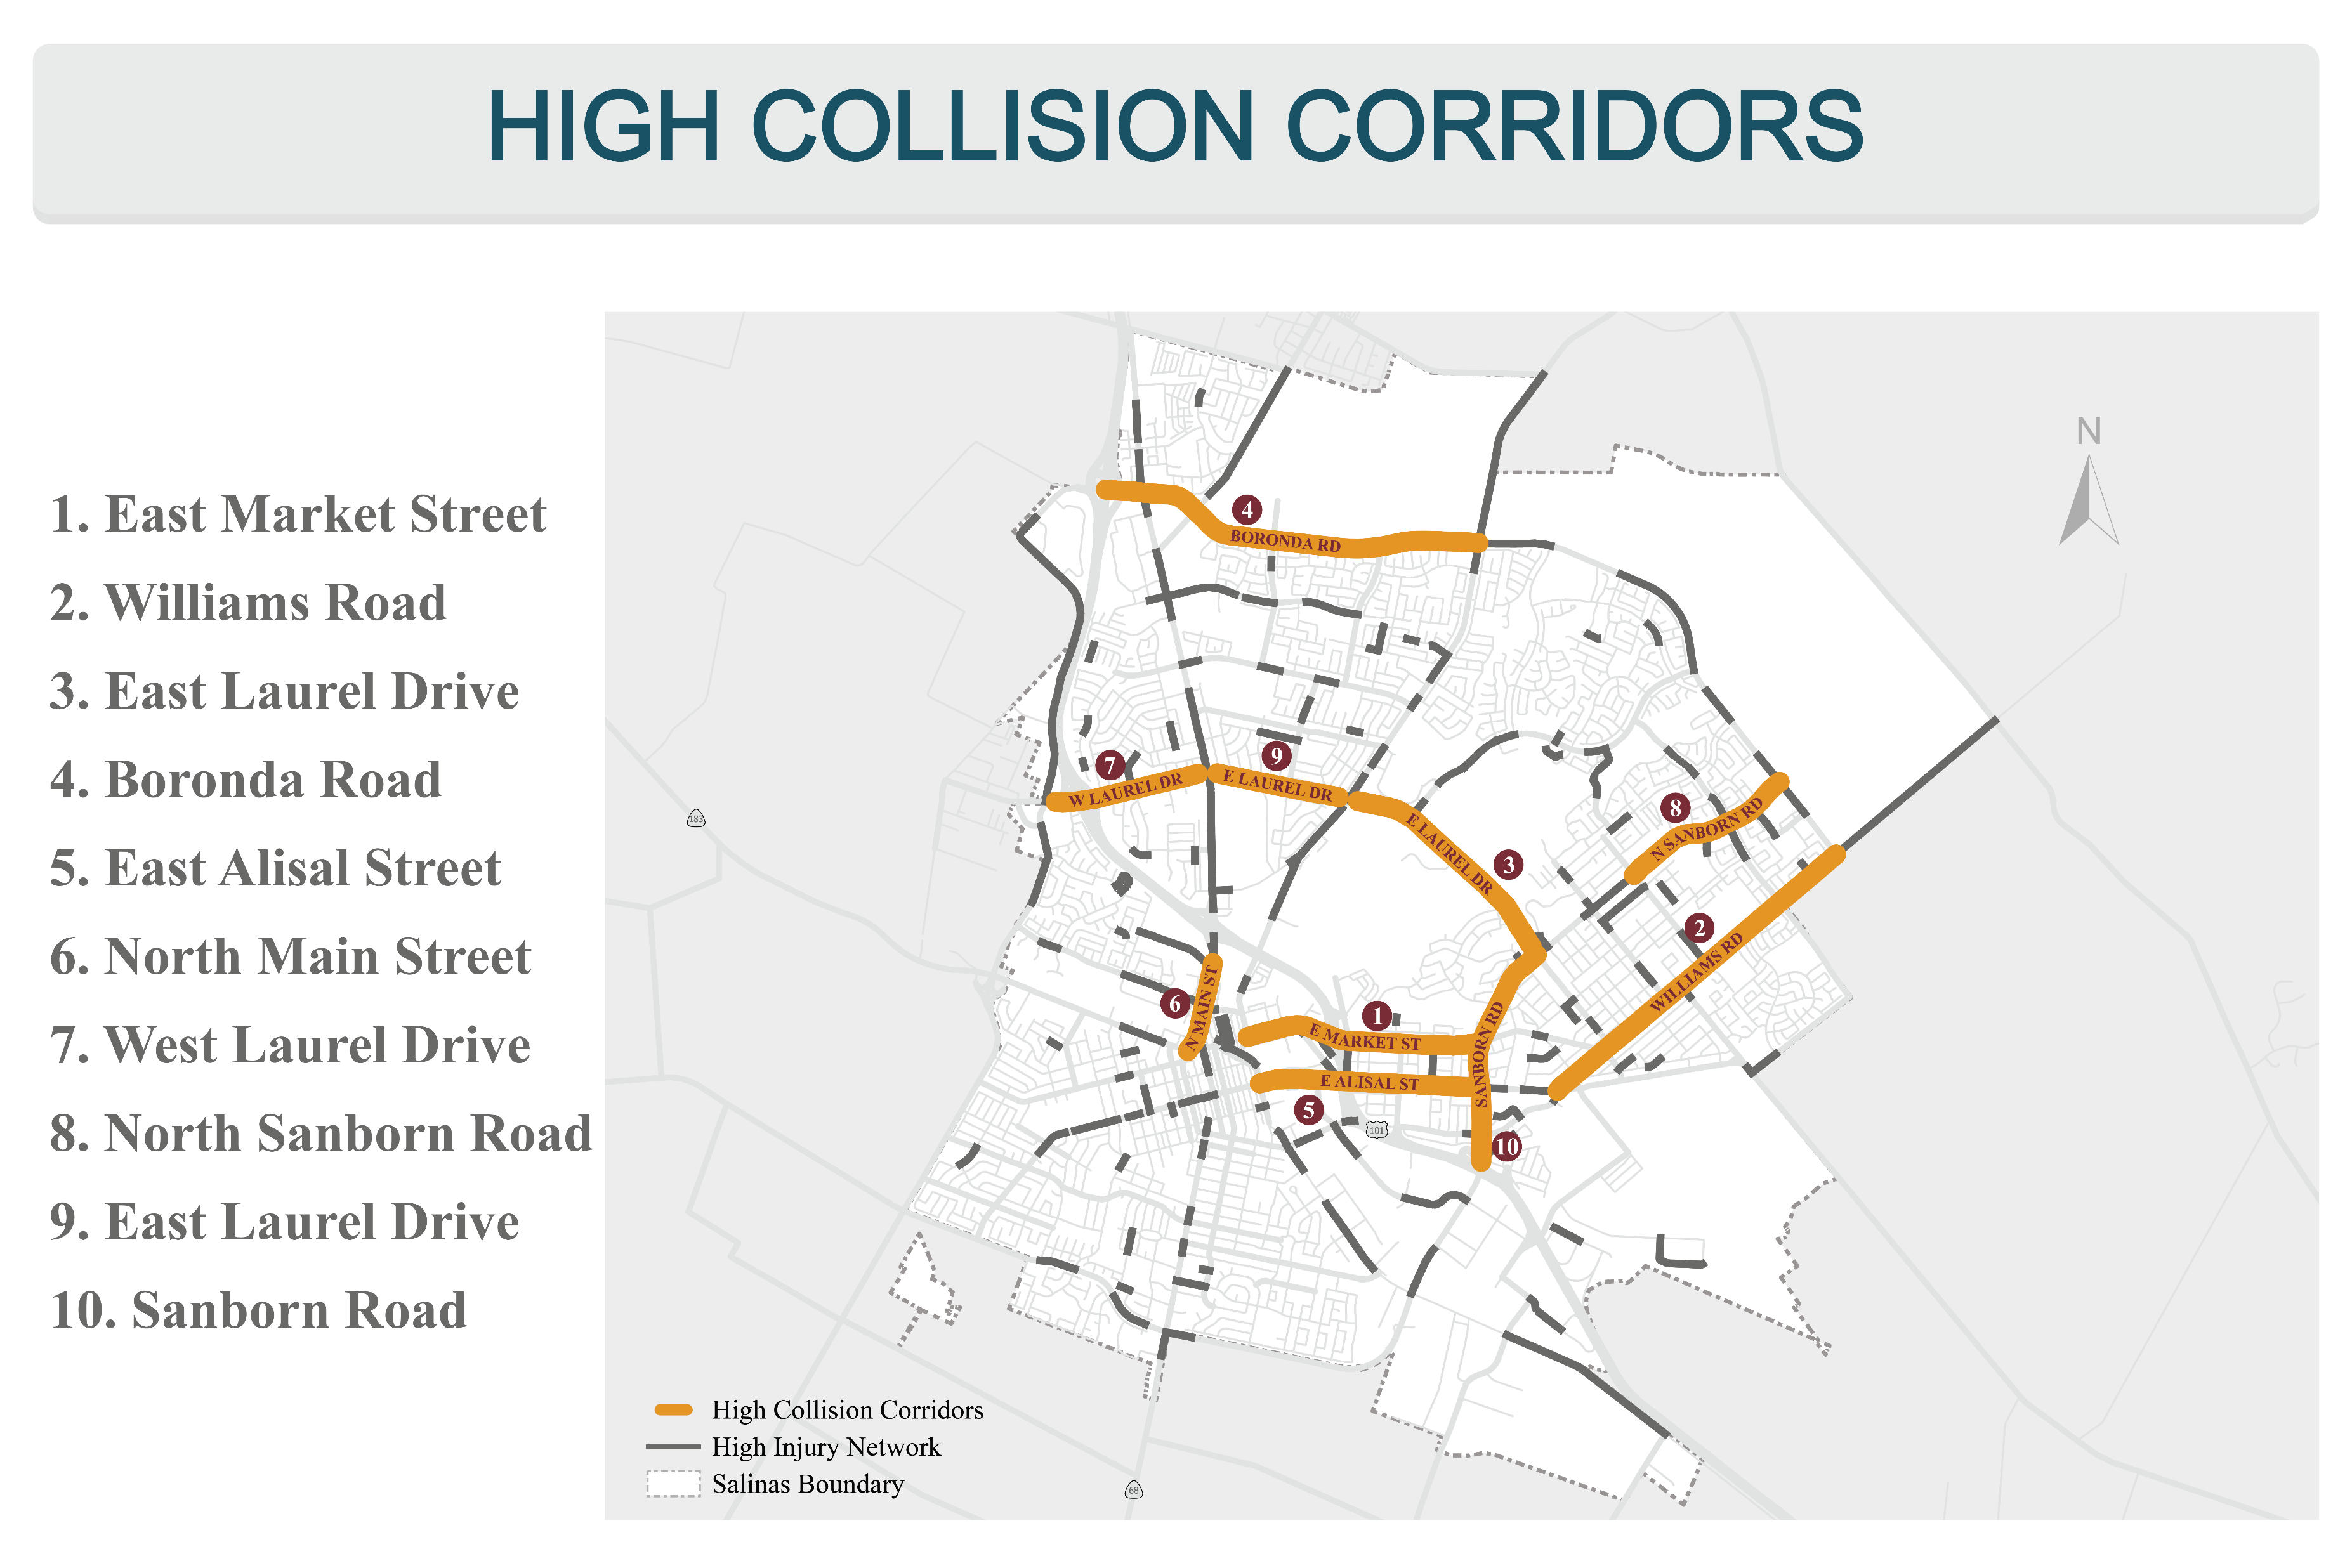 HIGH COLLISION CORRIDORS
1. East Market Street
2. Williams Road
3. East Laurel Drive
4. Boronda Road
5. East Alisal Street
6. North Main Street
7. West Laurel Drive
8. North Sanborn Road
9. East Laurel Drive
10. Sanborn Road
N
4
BORONDA RD
9
7
W LAUREL DR
E LAUREL DR
8
N SANBORN RD
183
E LAUREL DR
3
2
WILLIAMS RD
6
N MAIN ST
1
E MARKET ST
SANBORN RD
E ALISAL ST
5
101
10
High Collision Corridors
High Injury Network
Salinas Boundary
68